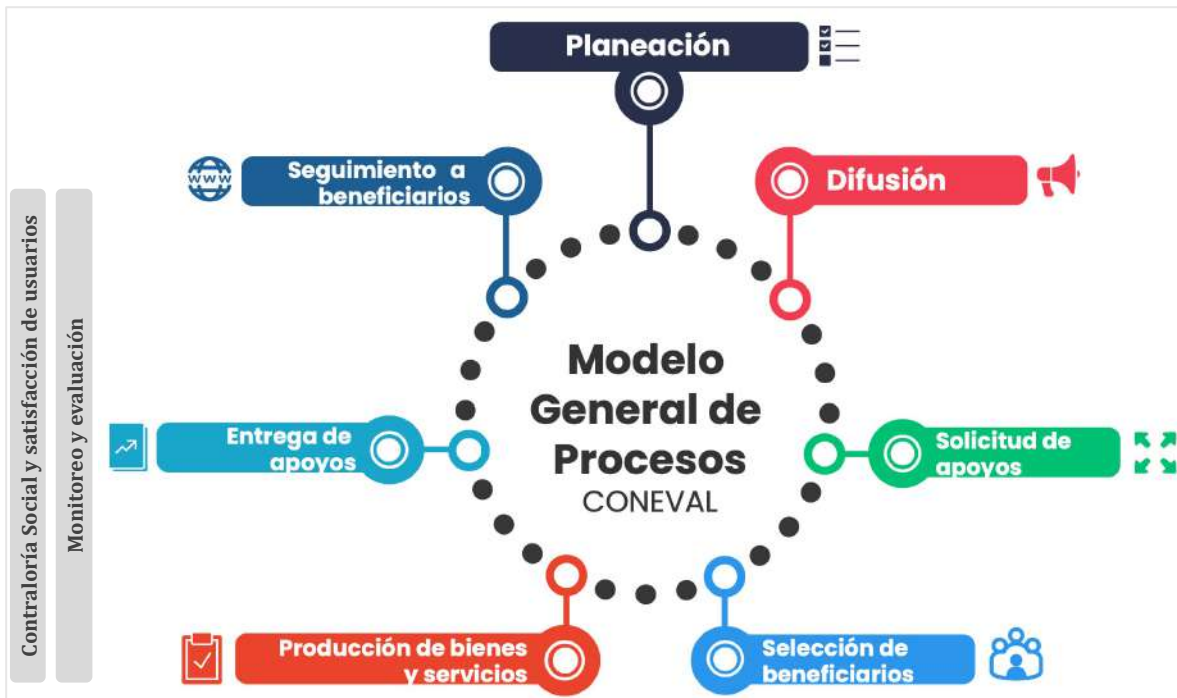 Planeación
Difusión
Solicitud de
apoyos
Selección de
beneficiarios
Producción de bienes
y servicios
Entrega de
apoyos
Seguimiento a
beneficiarios
www
Modelo
General de
Procesos
CONEVAL
Contraloría Social y satisfacción de usuarios
Monitoreo y evaluación